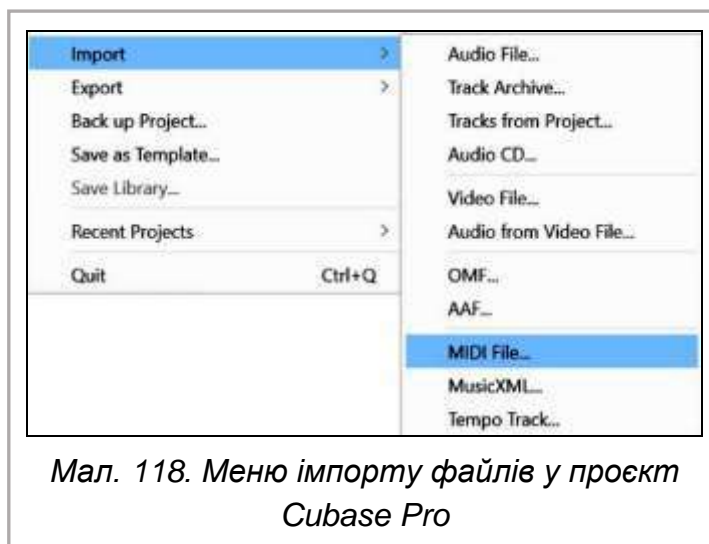 Import >
Export >
Back up Project...
Save as Template...
Save Library...
Recent Projects >
Quit Ctrl+Q
Audio File...
Track Archive...
Tracks from Project...
Audio CD...
Video File...
Audio from Video File...
OMF...
AAF...
MIDI File...
MusicXML...
Tempo Track...
Мал. 118. Меню імпорту файлів у проєкт
Cubase Pro